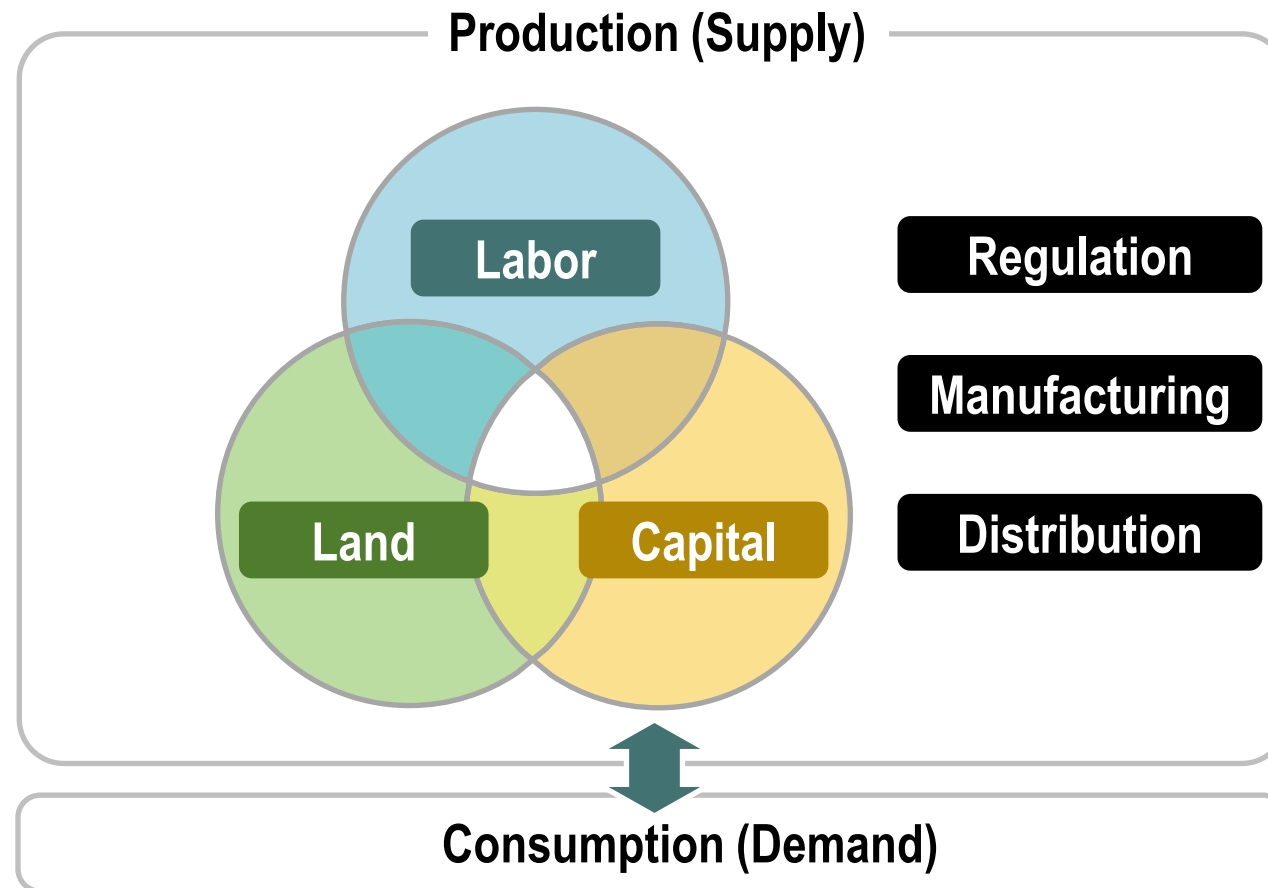 Production (Supply)
Labor
Land
Capital
Regulation
Manufacturing
Distribution
Consumption (Demand)